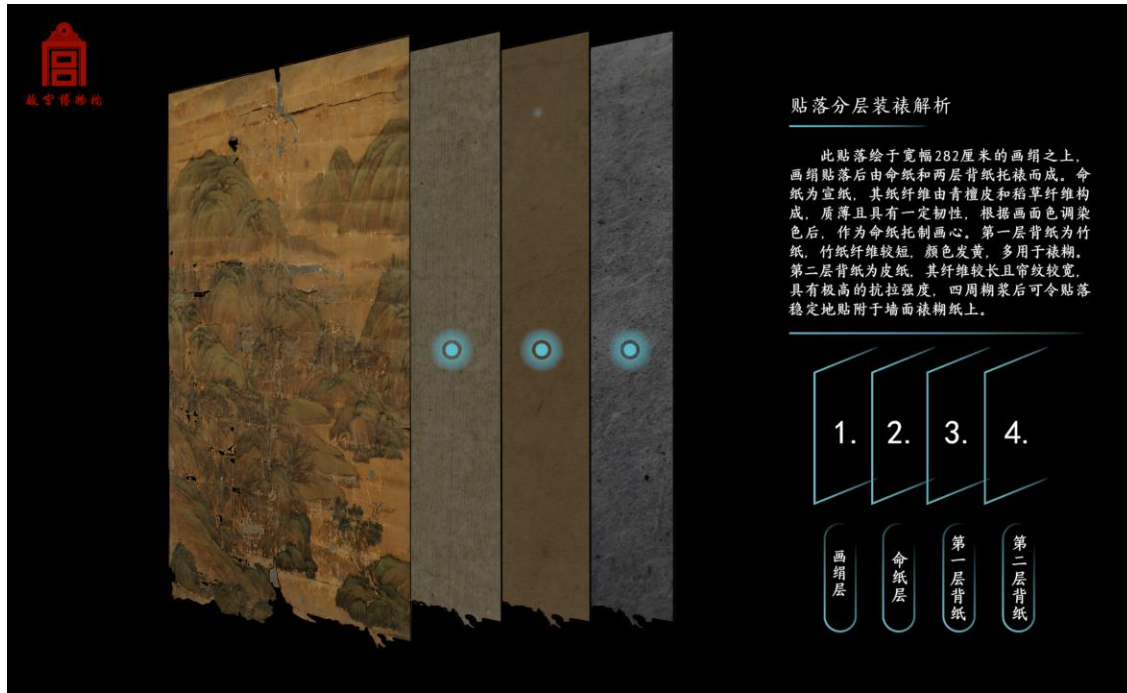 故宫博物院
贴落分层装裱解析
此贴落绘于宽幅282厘米的画绢之上，
画绢贴落后由命纸和两层背纸托裱而成。命
纸为宣纸，其纸纤维由青檀皮和稻草纤维构
成，质薄且具有一定韧性，根据画面色调染
色后，作为命纸托制画心。第一层背纸为竹
纸，竹纸纤维较短，颜色发黄，多用于裱糊。
第二层背纸为皮纸，其纤维较长且帘纹较宽，
具有极高的抗拉强度，四周糊浆后可令贴落
稳定地贴附于墙面裱糊纸上。
1.
2.
3.
4.
画绢层
命纸层
第一层背纸
第二层背纸